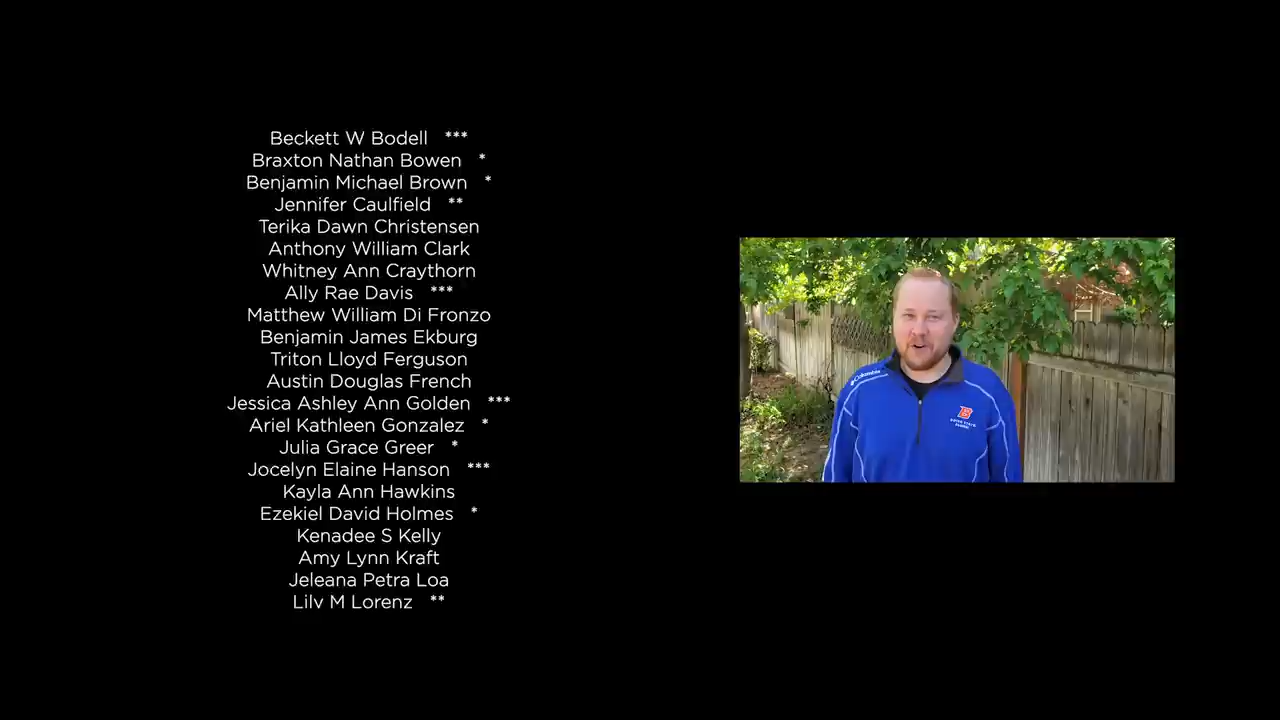 Beckett W Bodell ***
Braxton Nathan Bowen *
Benjamin Michael Brown *
Jennifer Caulfield **
Terika Dawn Christensen
Anthony William Clark
Whitney Ann Craythorn
Ally Rae Davis ***
Matthew William Di Fronzo
Benjamin James Ekburg
Triton Lloyd Ferguson
Austin Douglas French
Jessica Ashley Ann Golden ***
Ariel Kathleen Gonzalez *
Julia Grace Greer *
Jocelyn Elaine Hanson ***
Kayla Ann Hawkins
Ezekiel David Holmes *
Kenadee S Kelly
Amy Lynn Kraft
Jeleana Petra Loa
Lily M Lorenz **
Columbia
B
BOISE STATE